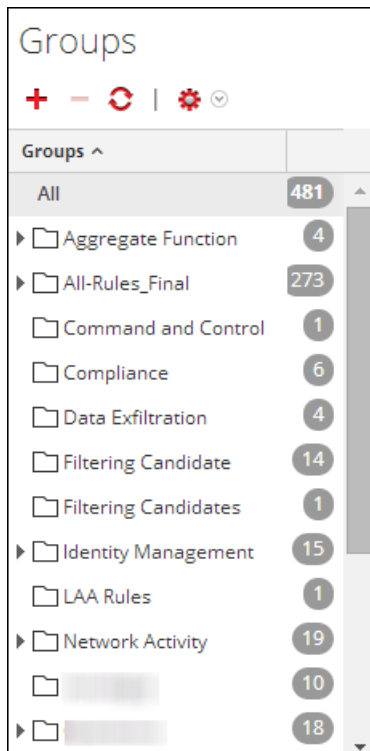 Groups
Groups
All 481
Aggregate Function 4
All-Rules_Final 273
Command and Control 1
Compliance 6
Data Exfiltration 4
Filtering Candidate 14
Filtering Candidates 1
Identity Management 15
LAA Rules 1
Network Activity 19
10
18